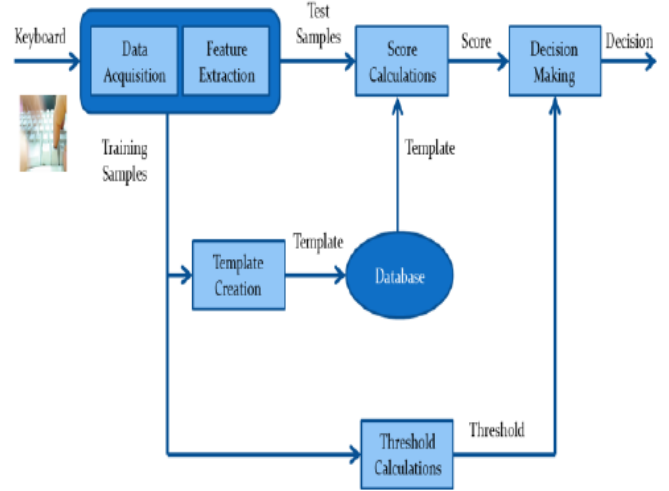 Keyboard
Data
Acquisition
Feature
Extraction
Test
Samples
Score
Calculations
Score
Decision
Making
Decision
Training
Samples
Template
Template
Creation
Template
Database
Threshold
Calculations
Threshold